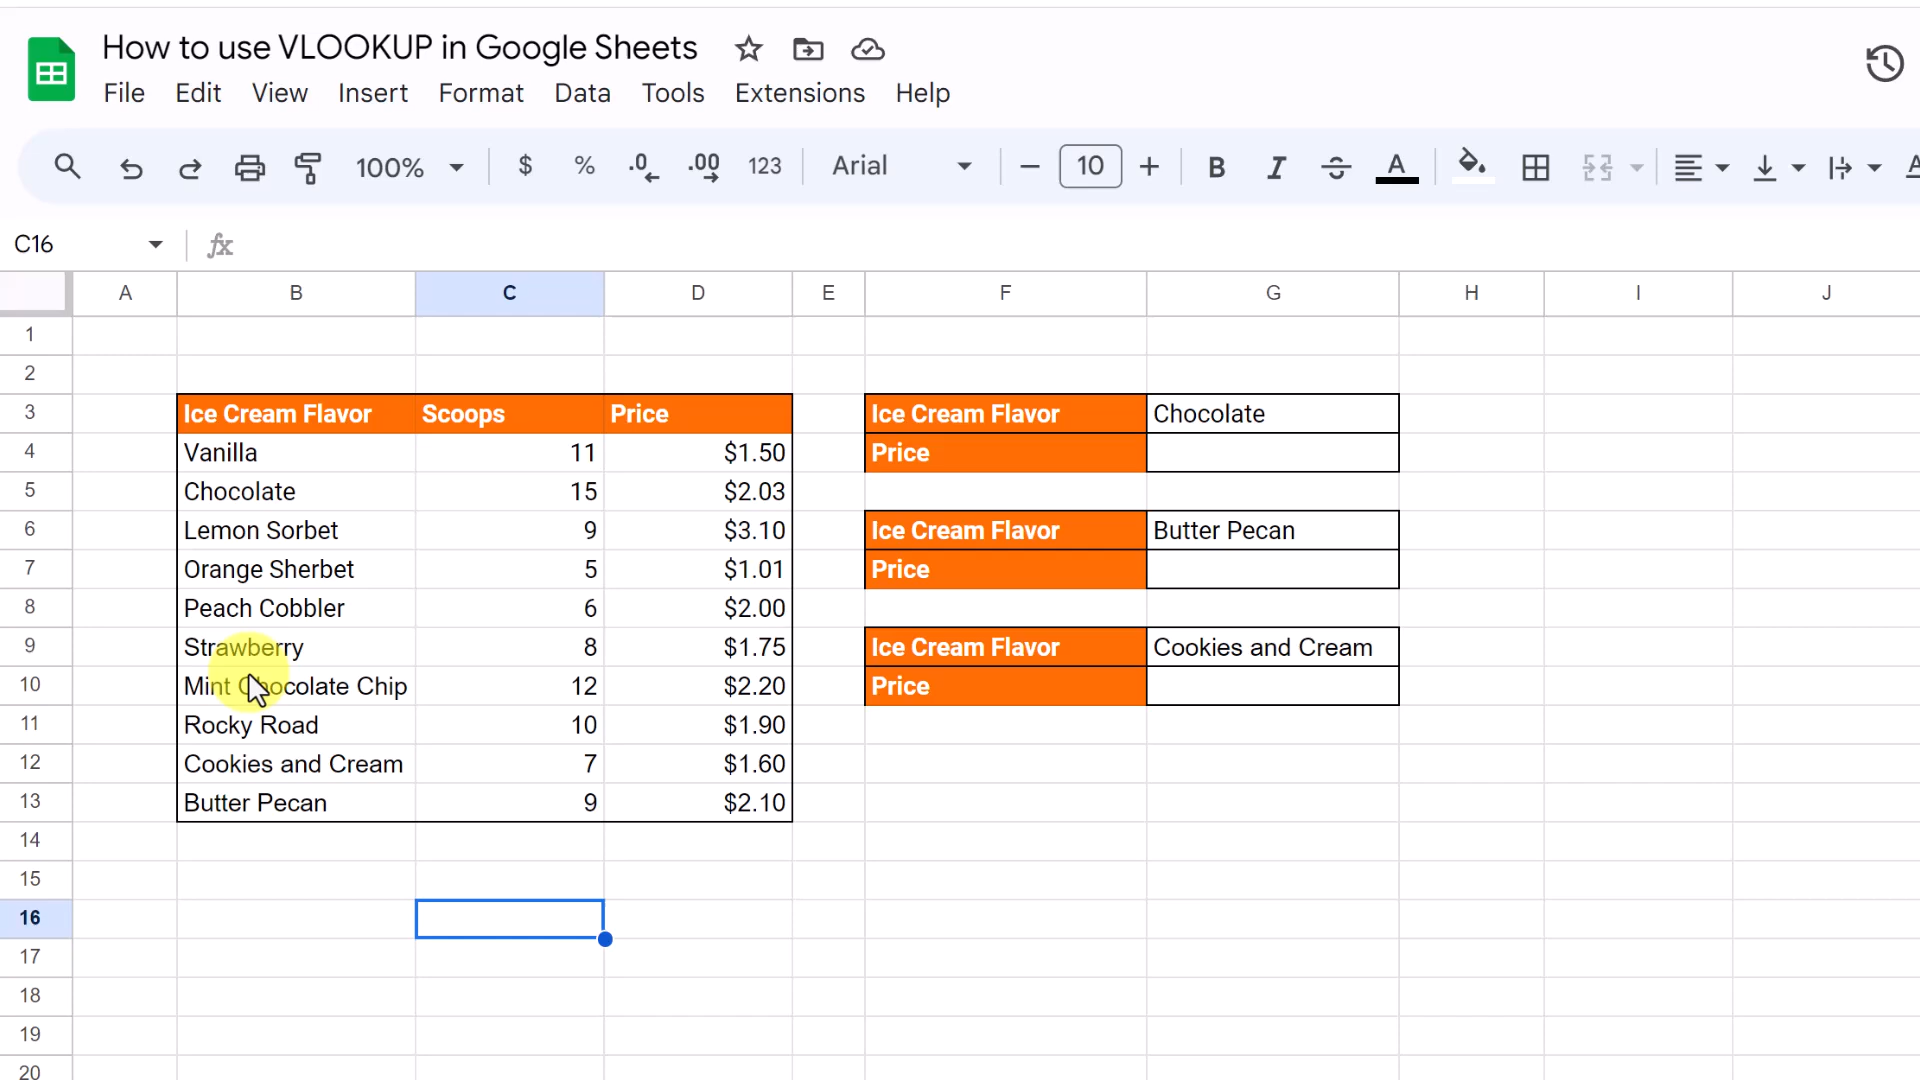 How to use VLOOKUP in Google Sheets
File Edit View Insert Format Data Tools Extensions Help
100% $ % .0 .00 123 Arial 10 B I A
C16 fx
A B C D E F G H I J
1
2
3 Ice Cream Flavor Scoops Price Ice Cream Flavor Chocolate
4 Vanilla 11 $1.50 Price
5 Chocolate 15 $2.03
6 Lemon Sorbet 9 $3.10 Ice Cream Flavor Butter Pecan
7 Orange Sherbet 5 $1.01 Price
8 Peach Cobbler 6 $2.00
9 Strawberry 8 $1.75 Ice Cream Flavor Cookies and Cream
10 Mint Chocolate Chip 12 $2.20 Price
11 Rocky Road 10 $1.90
12 Cookies and Cream 7 $1.60
13 Butter Pecan 9 $2.10
14
15
16
17
18
19
20